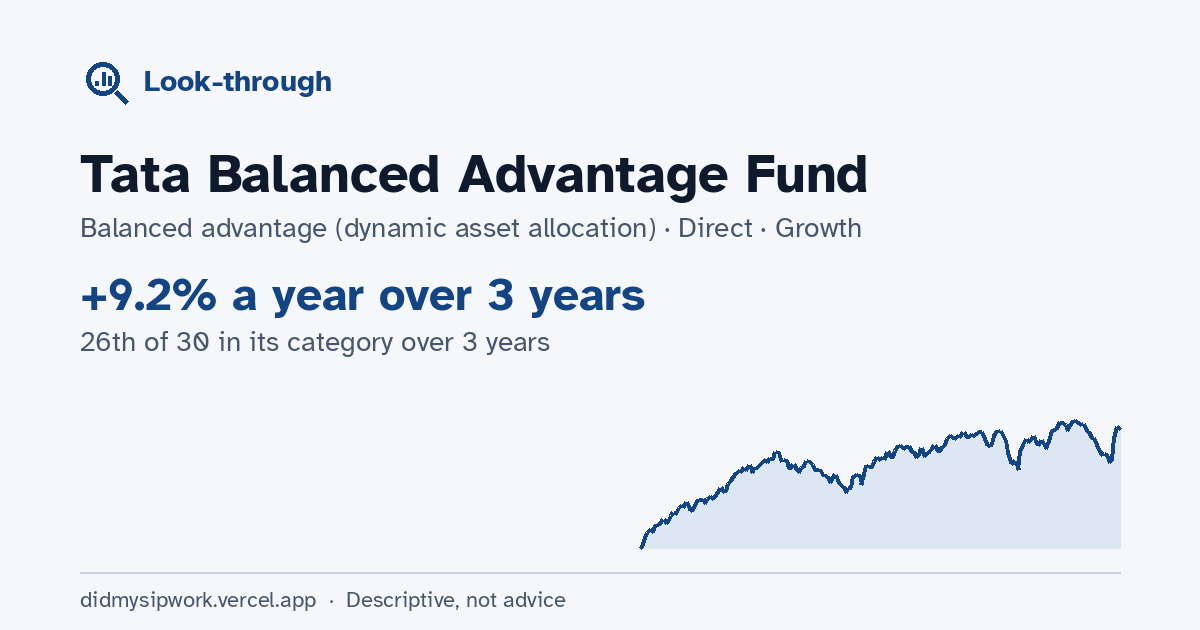 Look-through
Tata Balanced Advantage Fund
Balanced advantage (dynamic asset allocation) · Direct · Growth
+9.2% a year over 3 years
26th of 30 in its category over 3 years
didmysipwork.vercel.app · Descriptive, not advice